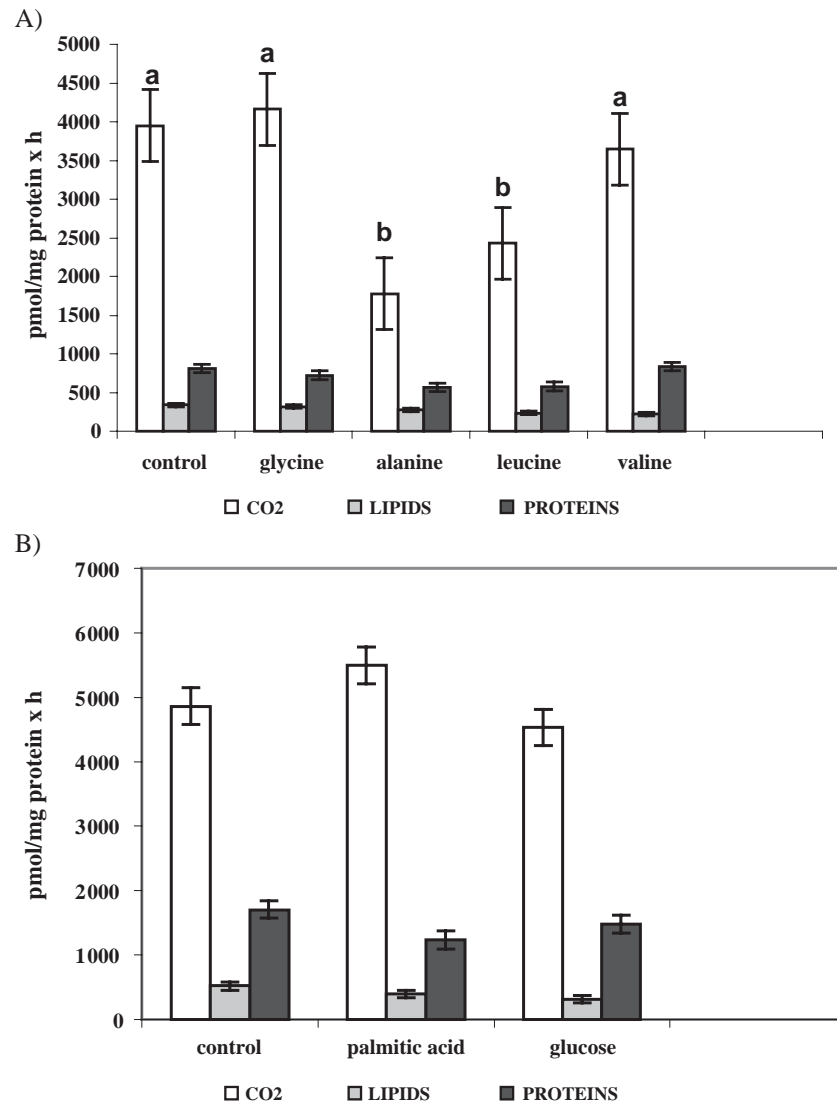 A)
5000
4500
4000
3500
3000
2500
2000
1500
1000
500
0
pmol/mg protein x h
a
a
b
b
a
control glycine alanine leucine valine
CO2 LIPIDS PROTEINS
B)
7000
6000
5000
4000
3000
2000
1000
0
pmol/mg protein x h
control palmitic acid glucose
CO2 LIPIDS PROTEINS